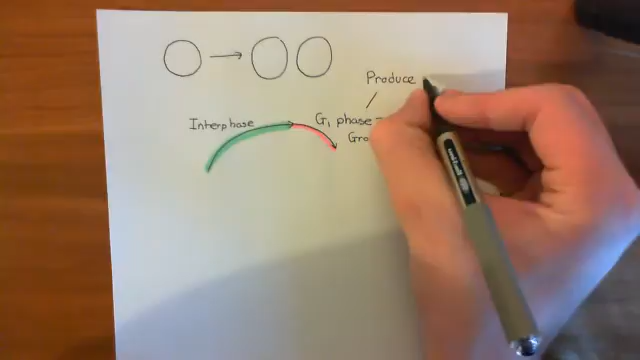 Produce
Interphase
G₁ phase -
Gro